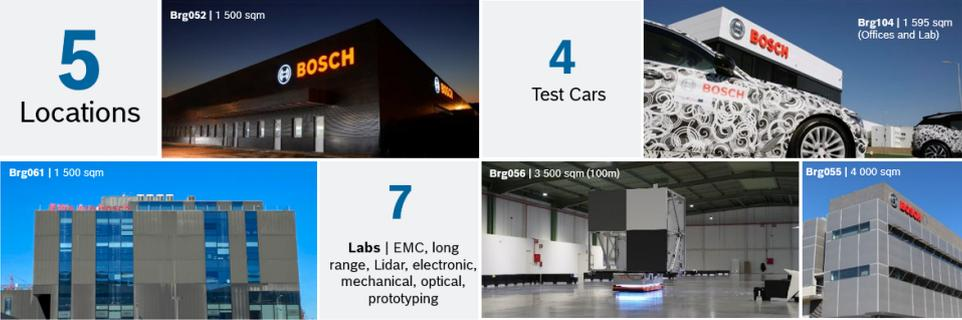 5
Locations
Brg052 | 1 500 sqm
BOSCH
BOSCH
4
Test Cars
Brg104 | 1 595 sqm
(Offices and Lab)
BOSCH
BOSCH
Brg061 | 1 500 sqm
7
Labs | EMC, long
range, Lidar, electronic,
mechanical, optical,
prototyping
Brg056 | 3 500 sqm (100m)
Brg055 | 4 000 sqm
BOSCH